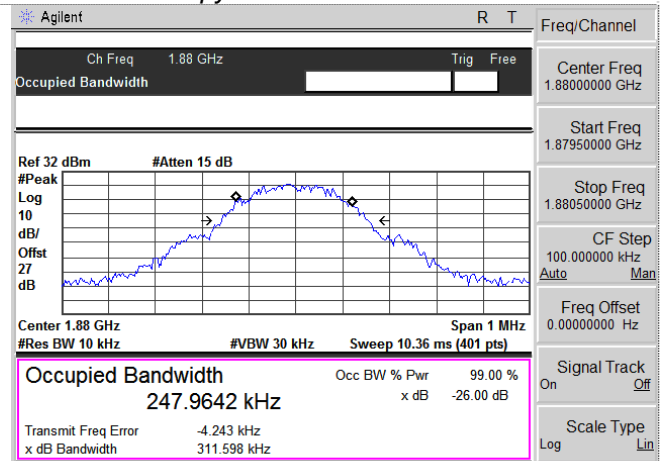 Agilent
R T
Ch Freq 1.88 GHz Trig Free
Occupied Bandwidth
Ref 32 dBm #Atten 15 dB
#Peak
Log
10
dB/
Offst
27
dB
Center 1.88 GHz Span 1 MHz
#Res BW 10 kHz #VBW 30 kHz Sweep 10.36 ms (401 pts)
Occupied Bandwidth Occ BW % Pwr 99.00 %
247.9642 kHz x dB -26.00 dB
Transmit Freq Error -4.243 kHz
x dB Bandwidth 311.598 kHz
Freq/Channel
Center Freq
1.88000000 GHz
Start Freq
1.87950000 GHz
Stop Freq
1.88050000 GHz
CF Step
100.000000 kHz
Auto Man
Freq Offset
0.00000000 Hz
Signal Track
On Off
Scale Type
Log Lin